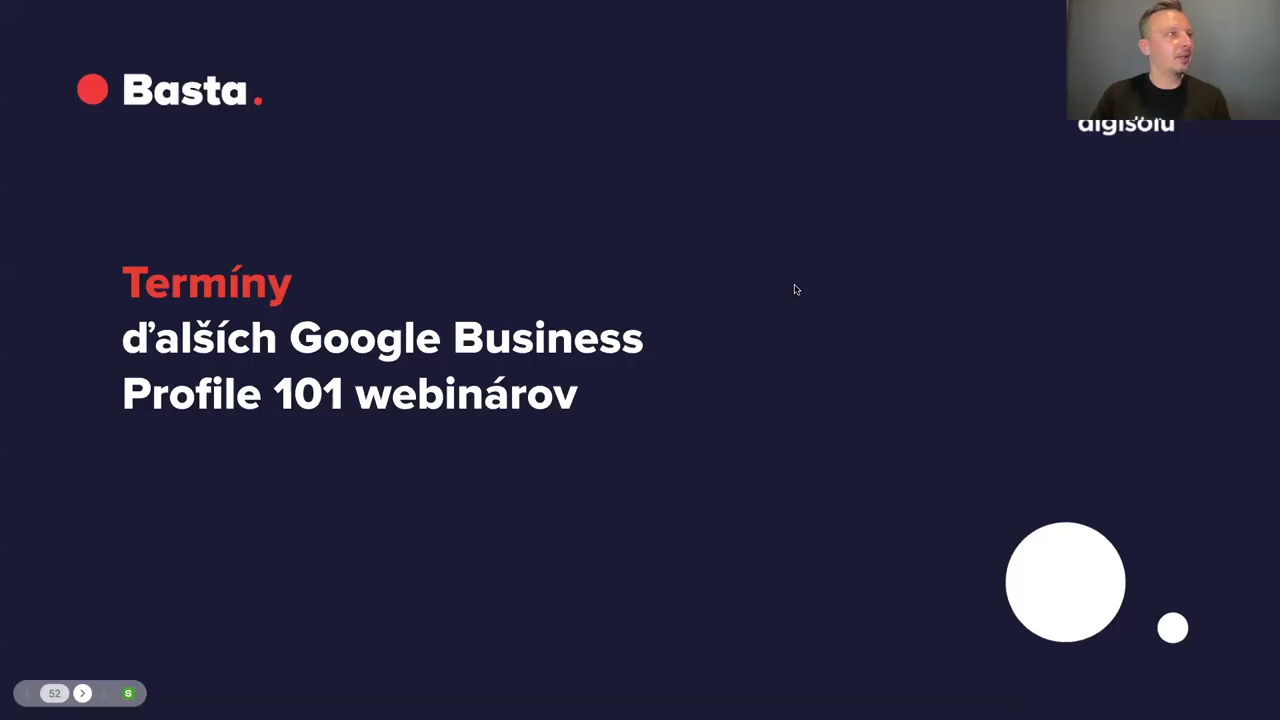 Basta.
digisolu
Termíny
ďalších Google Business
Profile 101 webinárov
52
S